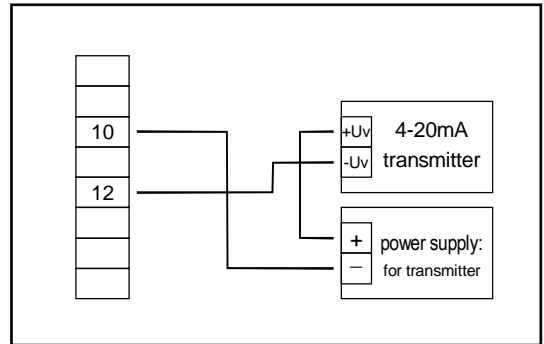 10
12
+Uv
-Uv
4-20mA
transmitter
+
−
power supply:
for transmitter